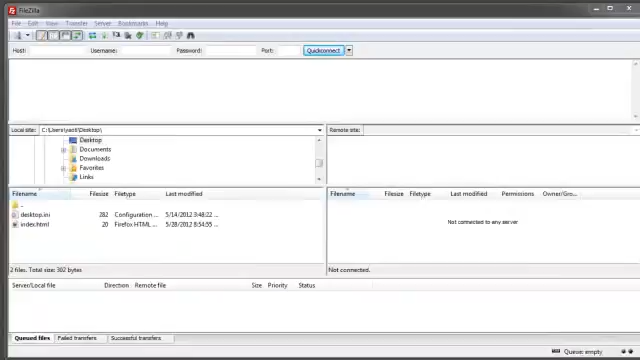 FileZilla
File Edit View Transfer Server Bookmarks Help
Host: Username: Password: Port: Quickconnect
Local site: C:\Users\yaofi\Desktop\ Remote site:
Desktop
Documents
Downloads
Favorites
Links
Filename Filesize Filetype Last modified Filename Filesize Filetype Last modified Permissions Owner/Gro...
..
desktop.ini 282 Configuration ... 5/14/2012 3:48:22 ...
index.html 20 Firefox HTML ... 5/28/2012 8:54:55 ...
Not connected to any server
2 files. Total size: 302 bytes Not connected.
Server/Local file Direction Remote file Size Priority Status
Queued files Failed transfers Successful transfers
Queue: empty